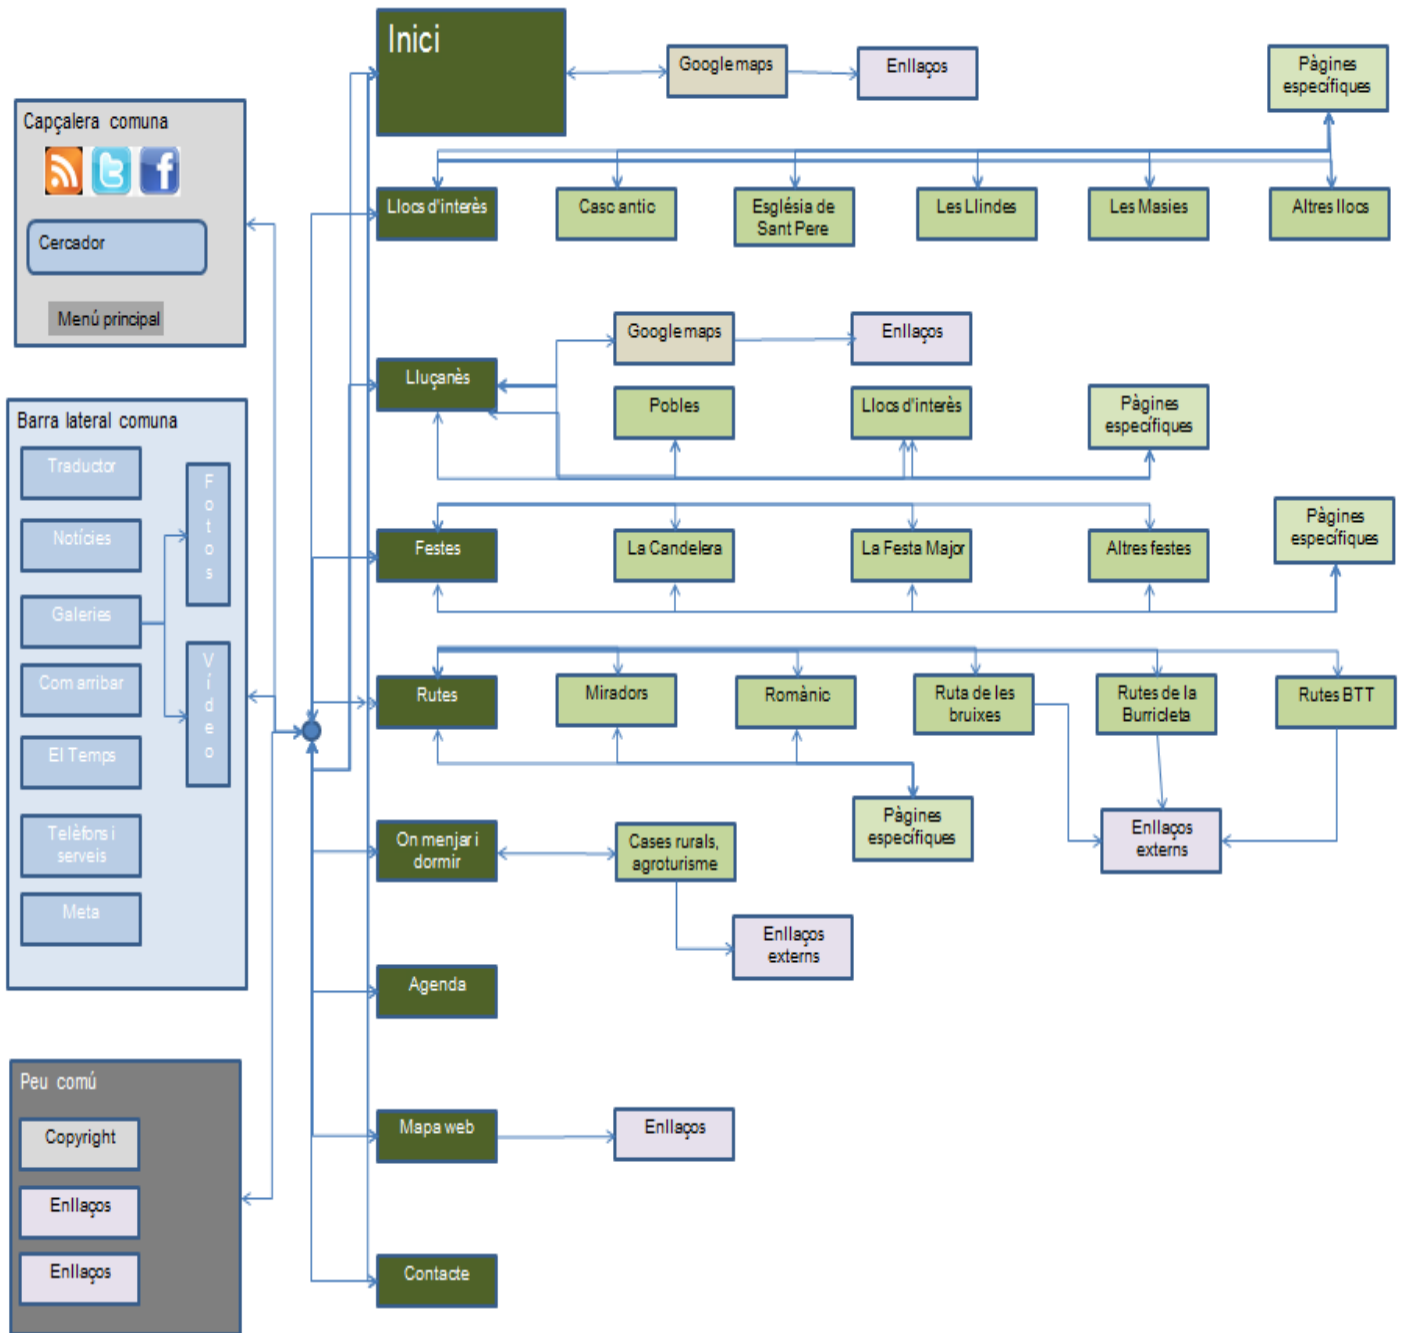 Inici
Google maps
Enllaços
Pàgines
específiques
Capçalera comuna
Cercador
Menú principal
Llocs d'interès
Casc antic
Església de
Sant Pere
Les Llindes
Les Masies
Altres llocs
Google maps
Enllaços
Lluçanès
Pobles
Llocs d'interès
Pàgines
específiques
Barra lateral comuna
Traductor
Notícies
Galeries
Com arribar
El Temps
Telèfons i
serveis
Meta
Fotos
Vídeo
Festes
La Candelera
La Festa Major
Altres festes
Pàgines
específiques
Rutes
Miradors
Romànic
Ruta de les
bruixes
Rutes de la
Burricleta
Rutes BTT
Pàgines
específiques
Enllaços
externs
On menjar i
dormir
Cases rurals,
agroturisme
Enllaços
externs
Agenda
Peu comú
Copyright
Enllaços
Enllaços
Mapa web
Enllaços
Contacte